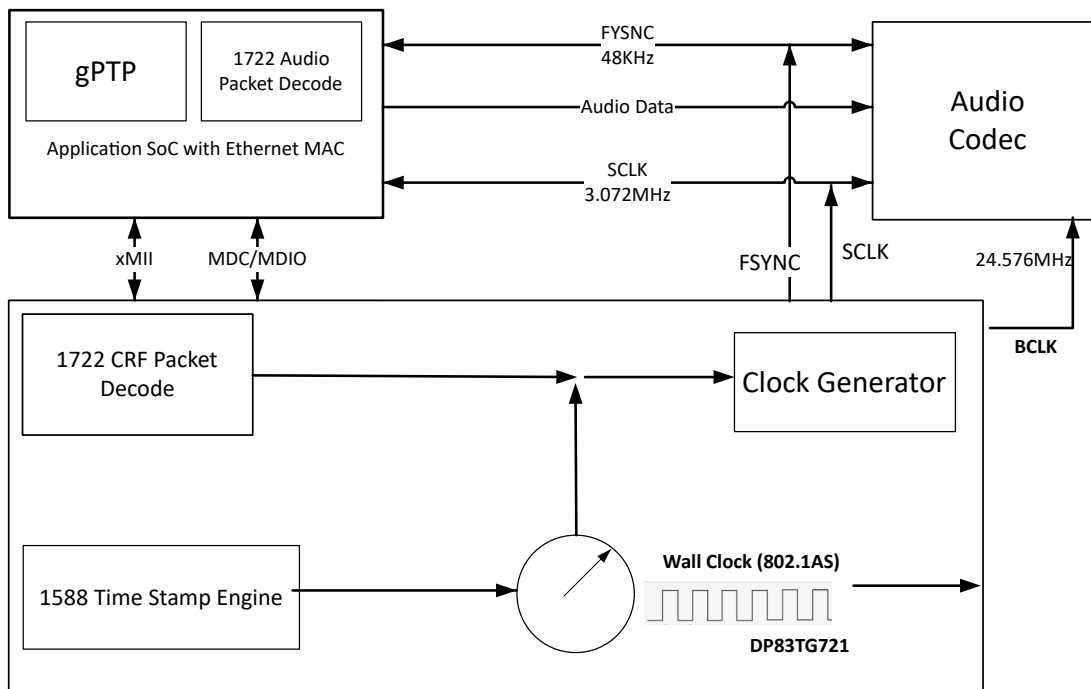 gPTP
1722 Audio
Packet Decode
Application SoC with Ethernet MAC
FYSNC
48KHz
Audio Data
SCLK
3.072MHz
Audio
Codec
xMII
MDC/MDIO
FSYNC
SCLK
24.576MHz
BCLK
1722 CRF Packet
Decode
Clock Generator
1588 Time Stamp Engine
Wall Clock (802.1AS)
DP83TG721